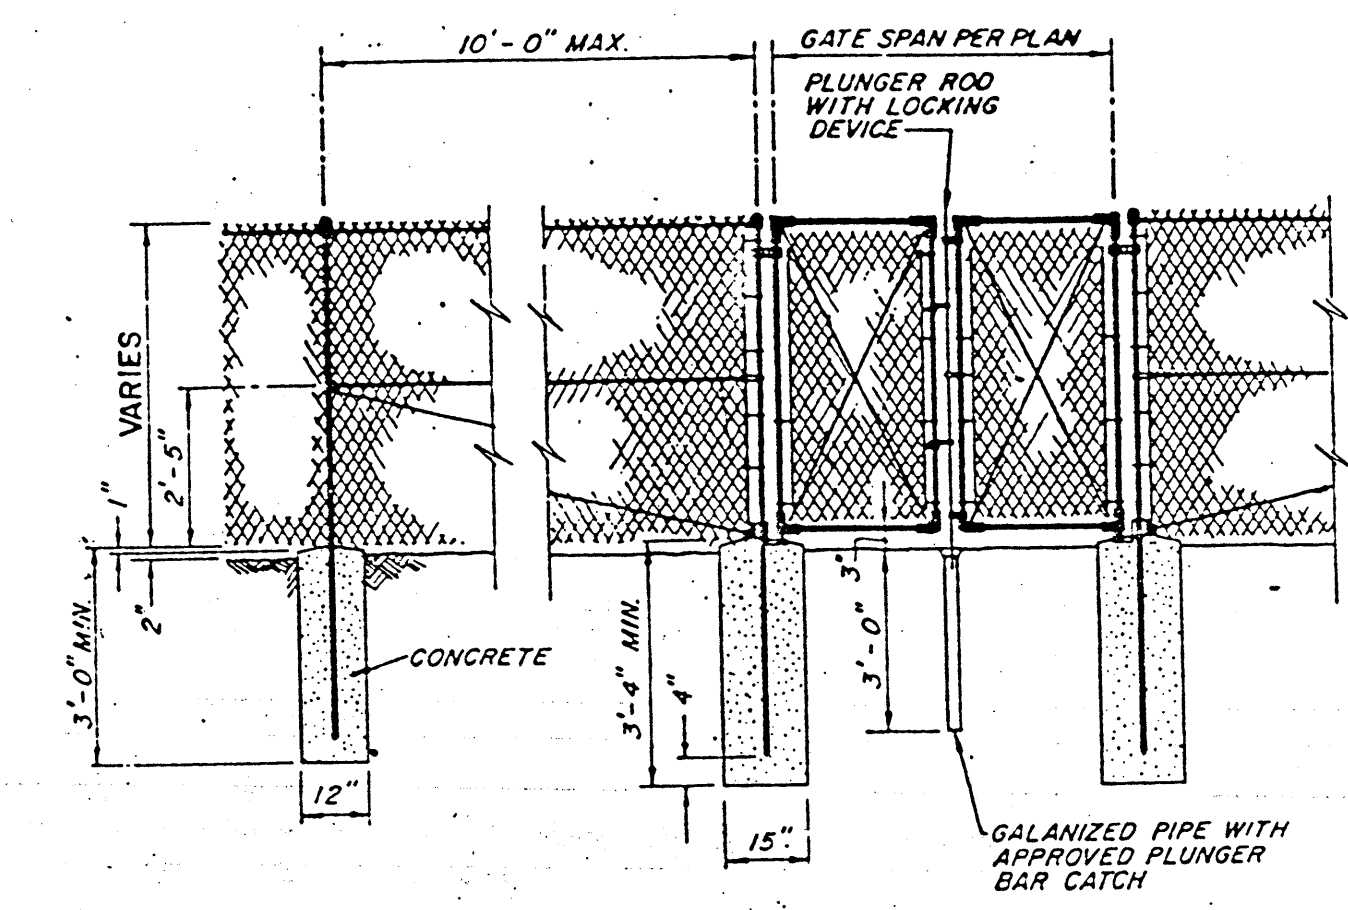 10'-0" MAX.
GATE SPAN PER PLAN
PLUNGER ROD
WITH LOCKING
DEVICE
VARIES
2'-5"
1"
2"
3'-0" MIN.
CONCRETE
12"
3'-4" MIN.
4"
15"
3"
3'-0"
GALANIZED PIPE WITH
APPROVED PLUNGER
BAR CATCH